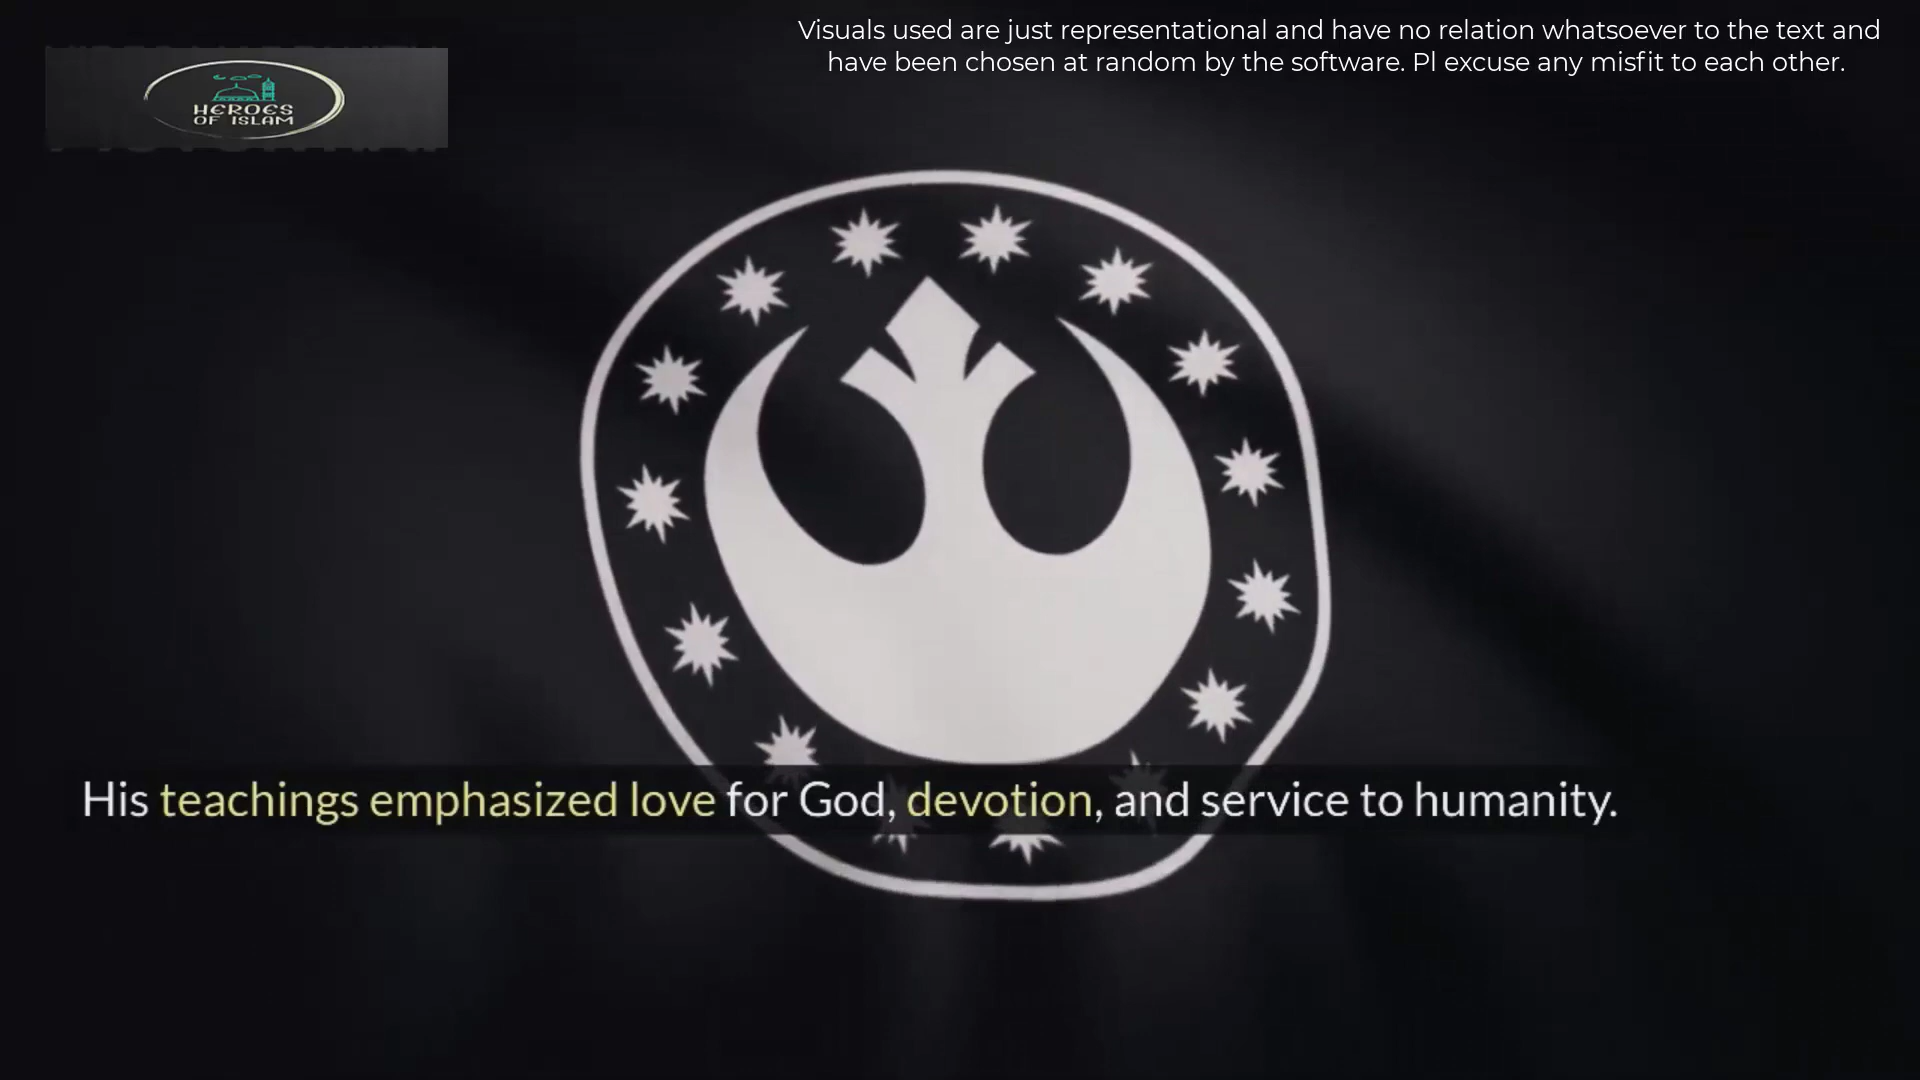 Visuals used are just representational and have no relation whatsoever to the text and
have been chosen at random by the software. Pl excuse any misfit to each other.
HEROES
OF ISLAM
His teachings emphasized love for God, devotion, and service to humanity.